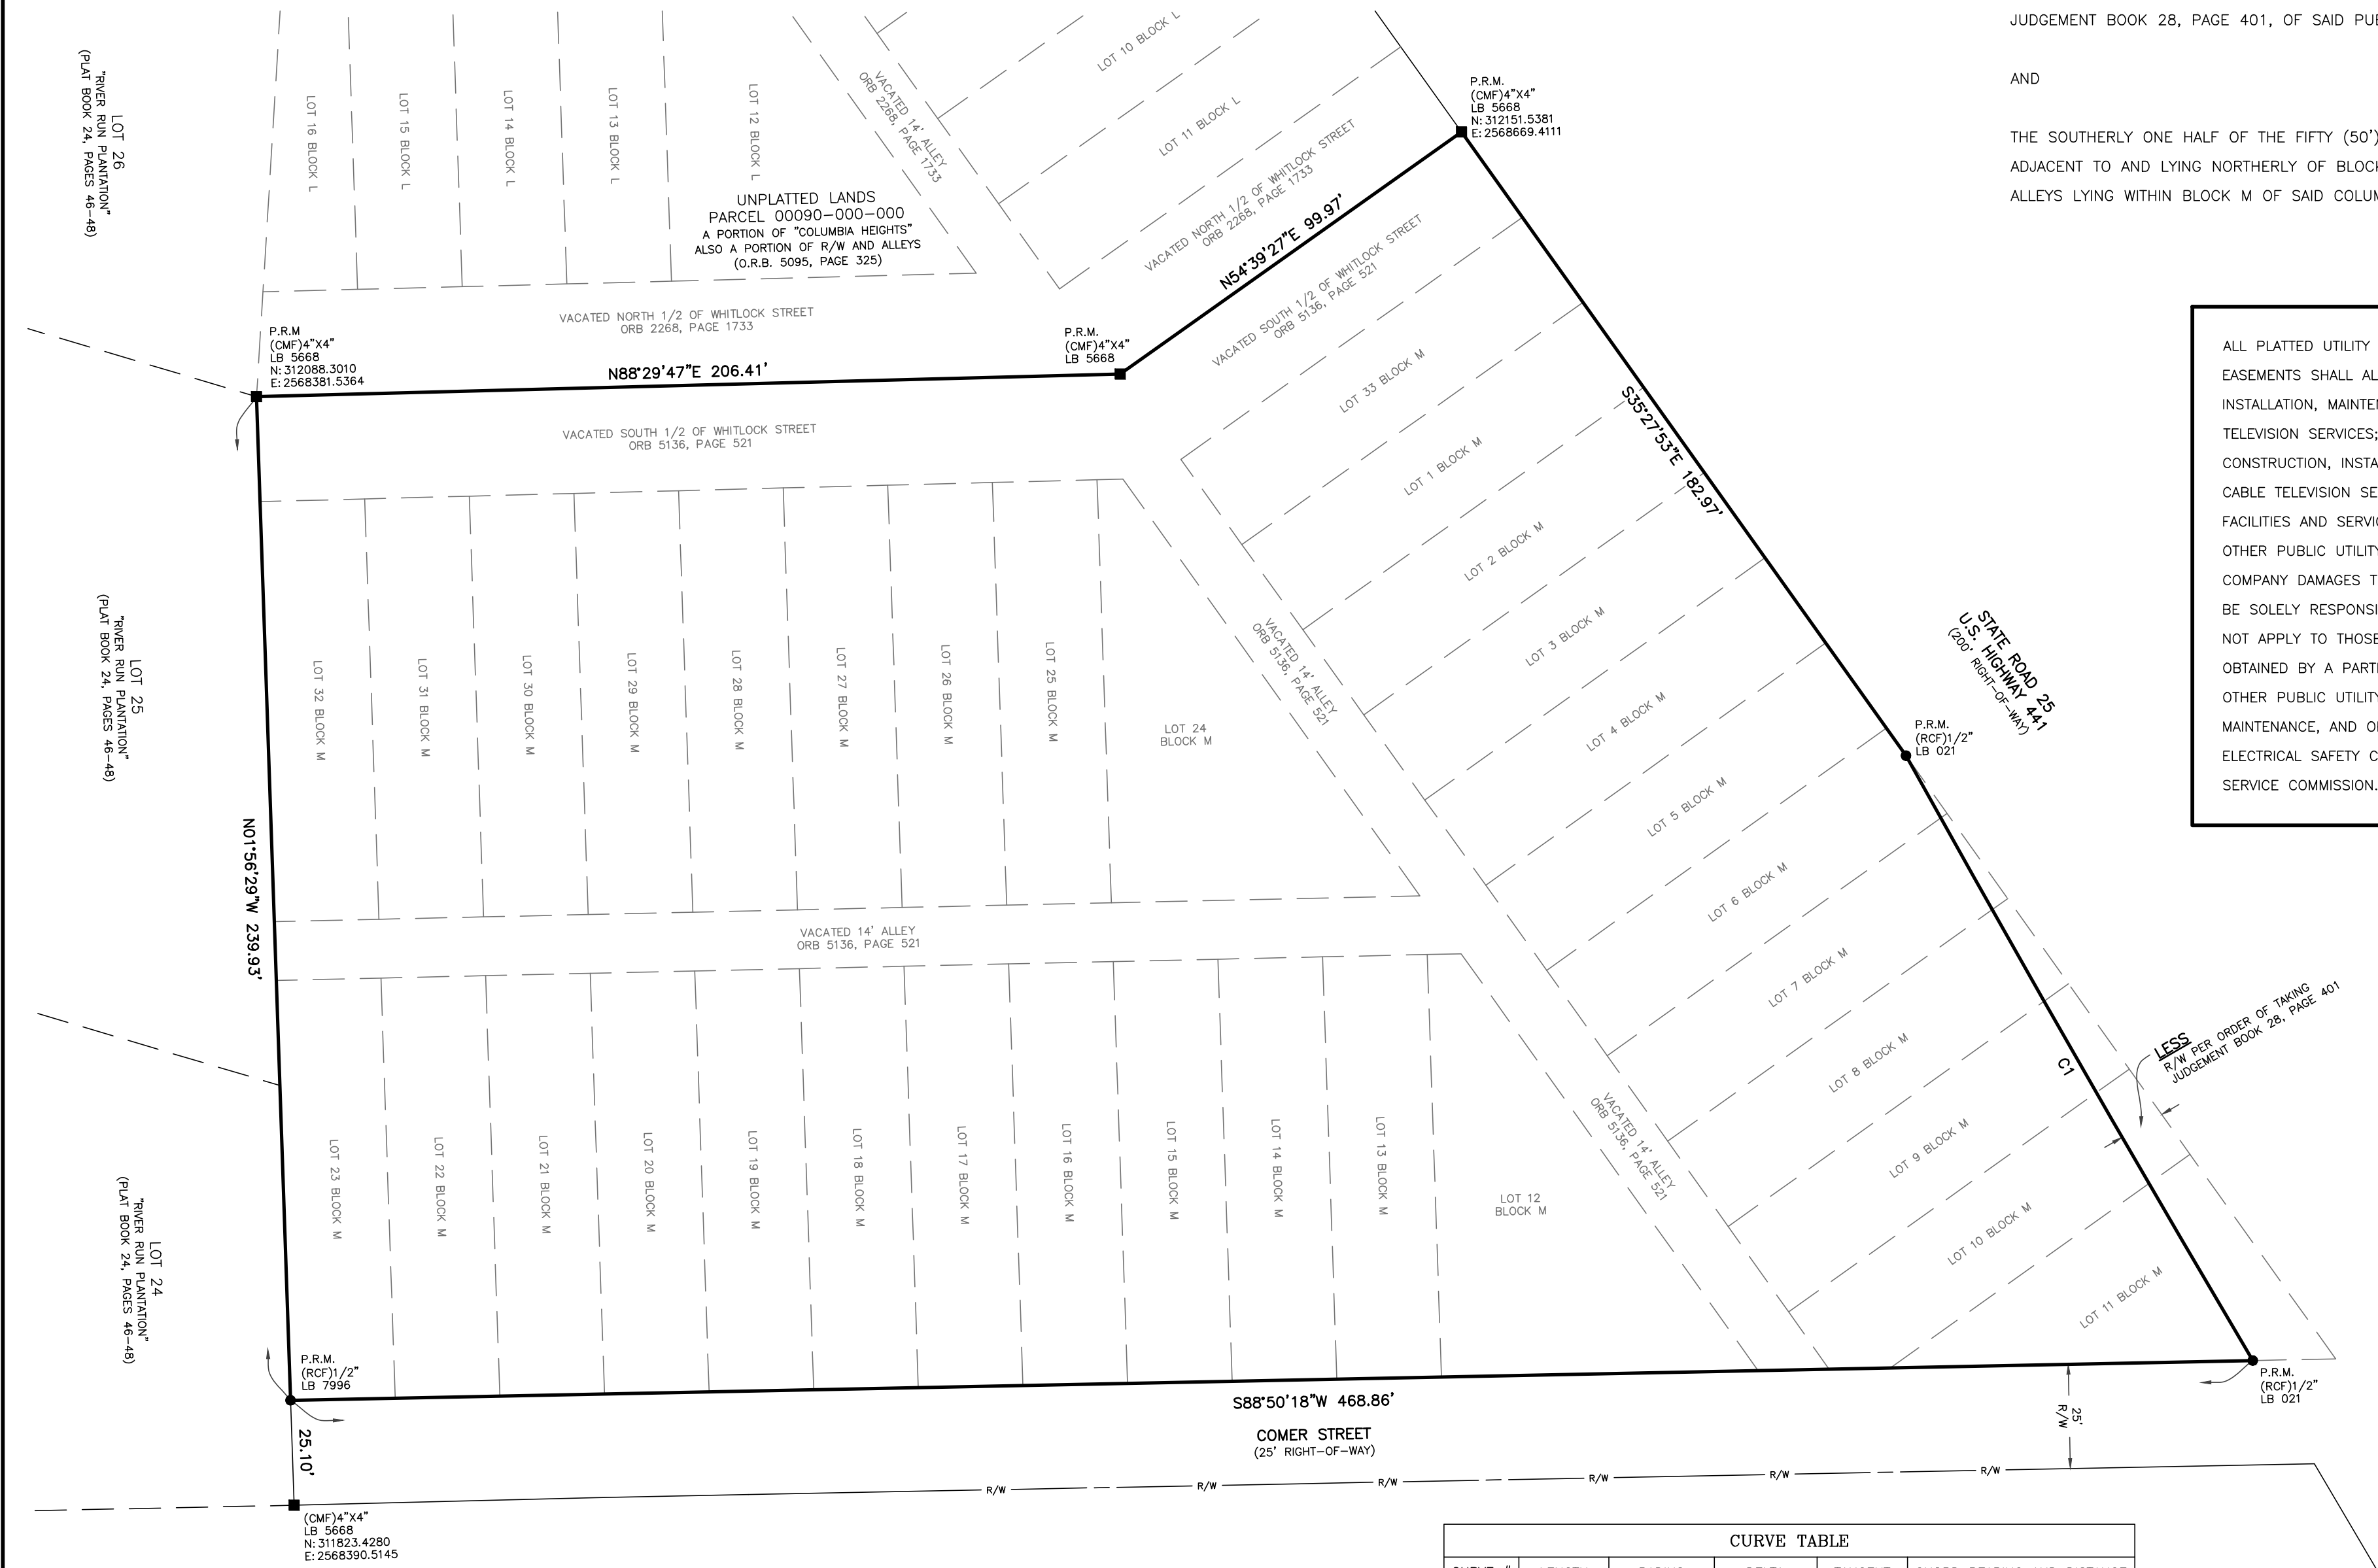 JUDGEMENT BOOK 28, PAGE 401, OF SAID
AND
THE SOUTHERLY ONE HALF OF THE FIFTY (50')
ADJACENT TO AND LYING NORTHERLY OF
ALLEYS LYING WITHIN BLOCK M OF SAID
LOT 26
"RIVER RUN PLANTATION"
(PLAT BOOK 24, PAGES 46-48)
LOT 16 BLOCK L
LOT 15 BLOCK L
LOT 14 BLOCK L
LOT 13 BLOCK L
LOT 12 BLOCK L
VACATED 14' ALLEY
ORB 2268, PAGE 1733
LOT 10 BLOCK L
LOT 11 BLOCK L
VACATED NORTH 1/2 OF WHITLOCK STREET
ORB 2268, PAGE 1733
P.R.M.
(CMF)4"X4"
LB 5668
N: 312151.5381
E: 2568669.4111
UNPLATTED LANDS
PARCEL 00090-000-000
A PORTION OF "COLUMBIA HEIGHTS"
ALSO A PORTION OF R/W AND ALLEYS
(O.R.B. 5095, PAGE 325)
N54°39'27"E 99.97'
VACATED SOUTH 1/2 OF WHITLOCK STREET
ORB 5136, PAGE 521
VACATED NORTH 1/2 OF WHITLOCK STREET
ORB 2268, PAGE 1733
P.R.M
(CMF)4"X4"
LB 5668
N: 312088.3010
E: 2568381.5364
P.R.M.
(CMF)4"X4"
LB 5668
N88°29'47"E 206.41'
VACATED SOUTH 1/2 OF WHITLOCK STREET
ORB 5136, PAGE 521
LOT 33 BLOCK M
LOT 1 BLOCK M
LOT 2 BLOCK M
LOT 3 BLOCK M
LOT 4 BLOCK M
LOT 5 BLOCK M
LOT 6 BLOCK M
LOT 7 BLOCK M
LOT 8 BLOCK M
LOT 9 BLOCK M
LOT 10 BLOCK M
LOT 11 BLOCK M
S35°27'53"E 182.97'
ALL PLATTED UTILITY
EASEMENTS SHALL
INSTALLATION,
TELEVISION SERVICES;
CONSTRUCTION,
CABLE TELEVISION
FACILITIES AND
OTHER PUBLIC UTILITY
COMPANY DAMAGES
BE SOLELY
NOT APPLY TO THOSE
OBTAINED BY A
OTHER PUBLIC UTILITY
MAINTENANCE, AND
ELECTRICAL SAFETY
SERVICE COMMISSION.
LOT 25
"RIVER RUN PLANTATION"
(PLAT BOOK 24, PAGES 46-48)
LOT 32 BLOCK M
LOT 31 BLOCK M
LOT 30 BLOCK M
LOT 29 BLOCK M
LOT 28 BLOCK M
LOT 27 BLOCK M
LOT 26 BLOCK M
LOT 25 BLOCK M
LOT 24
BLOCK M
VACATED 14' ALLEY
ORB 5136, PAGE 521
STATE ROAD 25
U.S. HIGHWAY 441
(200' RIGHT-OF-WAY)
P.R.M.
(RCF)1/2"
LB 021
N01°56'29"W 239.93'
VACATED 14' ALLEY
ORB 5136, PAGE 521
LESS
R/W PER ORDER OF TAKING
JUDGEMENT BOOK 28, PAGE 401
C1
LOT 24
"RIVER RUN PLANTATION"
(PLAT BOOK 24, PAGES 46-48)
LOT 23 BLOCK M
LOT 22 BLOCK M
LOT 21 BLOCK M
LOT 20 BLOCK M
LOT 19 BLOCK M
LOT 18 BLOCK M
LOT 17 BLOCK M
LOT 16 BLOCK M
LOT 15 BLOCK M
LOT 14 BLOCK M
LOT 13 BLOCK M
LOT 12
BLOCK M
VACATED 14' ALLEY
ORB 5136, PAGE 521
P.R.M.
(RCF)1/2"
LB 7996
P.R.M.
(RCF)1/2"
LB 021
S88°50'18"W 468.86'
25'
R/W
COMER STREET
(25' RIGHT-OF-WAY)
25.10'
R/W
R/W
R/W
R/W
R/W
R/W
(CMF)4"X4"
LB 5668
N: 311823.4280
E: 2568390.5145
CURVE TABLE